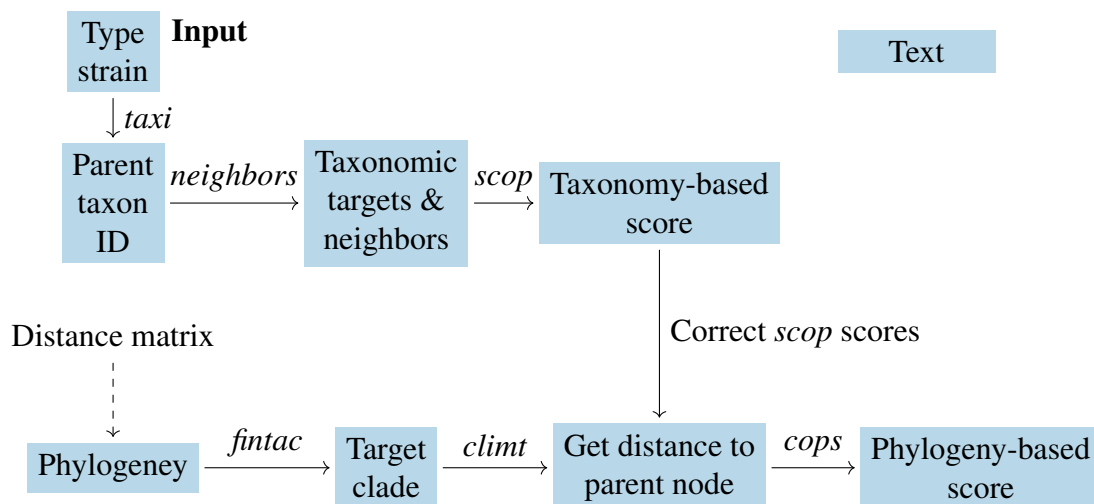 Type
strain
Input
Text
taxi
Parent
taxon
ID
neighbors
Taxonomic
targets &
neighbors
scop
Taxonomy-based
score
Distance matrix
Correct scop scores
Phylogeney
fintac
Target
clade
climt
Get distance to
parent node
cops
Phylogeny-based
score